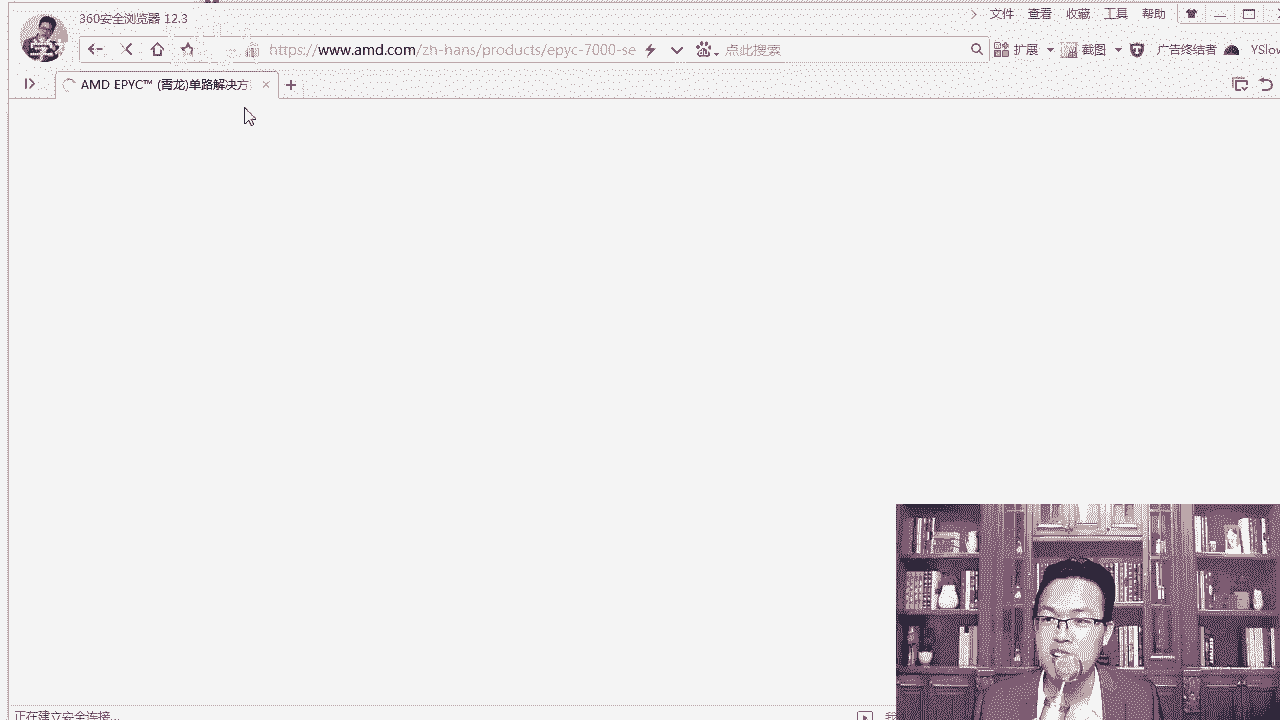 360安全浏览器 12.3
文件 查看 收藏 工具 帮助
https://www.amd.com/zh-hans/products/epyc-7000-se 点此搜索 扩展 截图 广告终结者 YSlow
AMD EPYC™ (霄龙)单路解决方
正在建立安全连接...
我